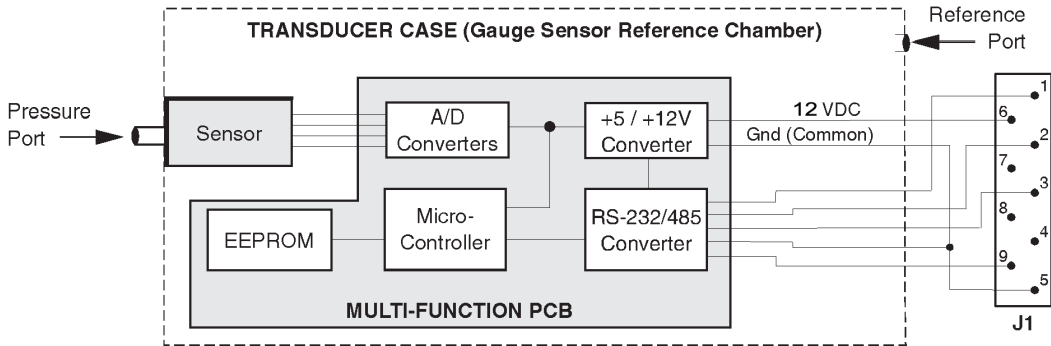 TRANSDUCER CASE (Gauge Sensor Reference Chamber)
Reference
Port
Pressure
Port
Sensor
A/D
Converters
+5 / +12V
Converter
12 VDC
Gnd (Common)
EEPROM
Micro-
Controller
RS-232/485
Converter
MULTI-FUNCTION PCB
1
6
2
7
3
8
4
9
5
J1